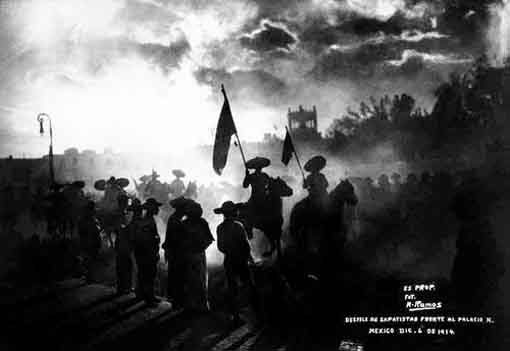 ES PROP.
FOT.
A. RAMOS
DESFILE DE ZAPATISTAS FRENTE AL PALACIO N.
MEXICO DIC. 6 DE 1914.